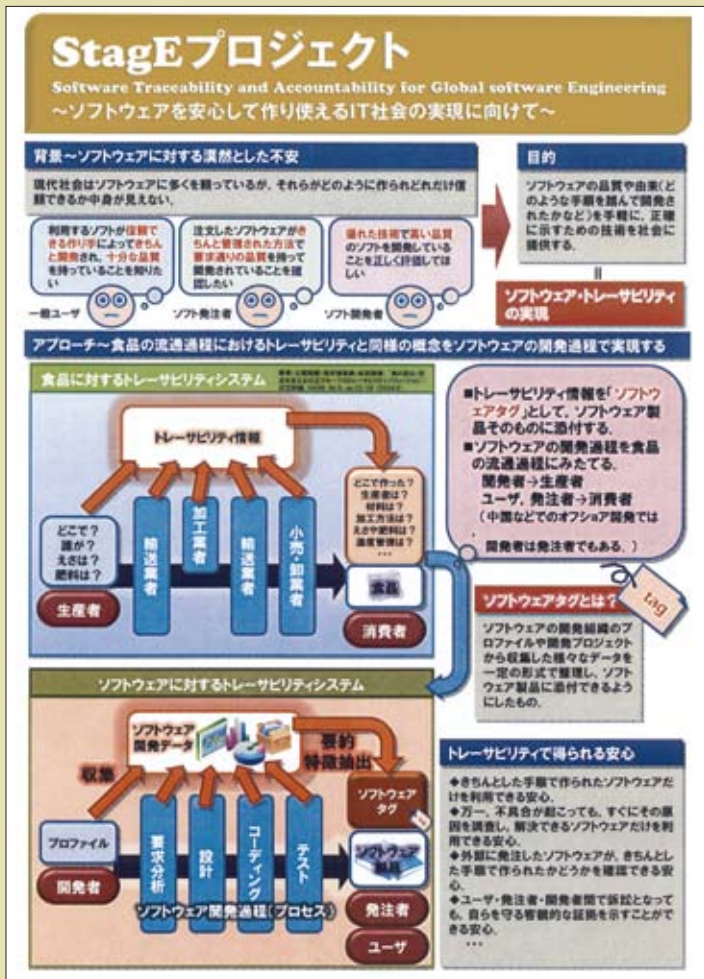 StagEプロジェクト
Software Traceability and Accountability for Global software Engineering
～ソフトウェアを安心して作り使えるIT社会の実現に向けて～
背景～ソフトウェアに対する漠然とした不安
現代社会はソフトウェアに多くを頼っているが，それらがどのように作られどれだけ信
頼できるか中身が見えない．
利用するソフトが信頼で
きる作り手によってきち
んと開発され，十分な品質
を持っていることを知り
たい
一般ユーザ
注文したソフトウェアがき
ちんと管理された方法で
要求通りの品質を持って
開発されていることを確
認したい
ソフト発注者
優れた技術で高い品質
のソフトを開発している
ことを正しく評価してほ
しい
ソフト開発者
目的
ソフトウェアの品質や由来（ど
のような手順を踏んで開発さ
れたかなど）を手軽に，正確
に示すための技術を社会に
提供する．
＝
ソフトウェア・トレーサビリティ
の実現
アプローチ～食品の流通過程におけるトレーサビリティと同様の概念をソフトウェアの開発過程で実現する
食品に対するトレーサビリティシステム
トレーサビリティ情報
どこで？
誰が？
えさは？
肥料は？
生産者
輸送業者
加工業者
輸送業者
小売・卸業者
どこで作った？
生産者は？
材料は？
加工方法は？
えさや肥料は？
温度管理は？
…
食品
消費者
■トレーサビリティ情報を「ソフトウ
ェアタグ」として，ソフトウェア製
品そのものに添付する．
■ソフトウェアの開発過程を食品
の流通過程にみたてる．
開発者→生産者
ユーザ，発注者→消費者
（中国などでのオフショア開発では
，
開発者は発注者でもある．）
ソフトウェアタグとは？
tag
ソフトウェアの開発組織のプ
ロファイルや開発プロジェクト
から収集した様々なデータを
一定の形式で整理し，ソフト
ウェア製品に添付できるよう
にしたもの．
ソフトウェアに対するトレーサビリティシステム
ソフトウェア
開発データ
収集
要約
特徴抽出
ソフトウェア
タグ
プロファイル
開発者
要求分析
設計
コーディング
テスト
ソフトウェア開発過程（プロセス）
ソフトウェア
製品
発注者
ユーザ
トレーサビリティで得られる安心
◆きちんとした手順で作られたソフトウェアだ
けを利用できる安心．
◆万一，不具合が起こっても，すぐにその原
因を調査し，解決できるソフトウェアだけを利
用できる安心．
◆外部に発注したソフトウェアが，きちんとし
た手順で作られたかどうかを確認できる安
心．
◆ユーザ・発注者・開発者間で訴訟となって
も，自らを守る客観的な証拠を示すことがで
きる安心．
…